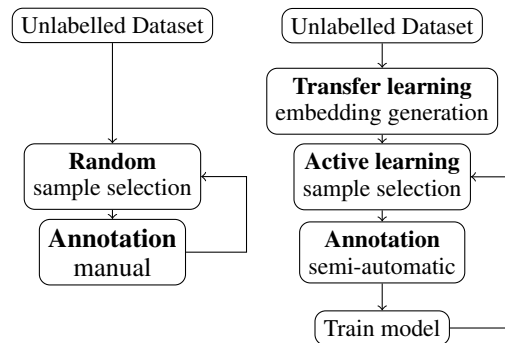 Unlabelled Dataset
Random
sample selection
Annotation
manual
Unlabelled Dataset
Transfer learning
embedding generation
Active learning
sample selection
Annotation
semi-automatic
Train model